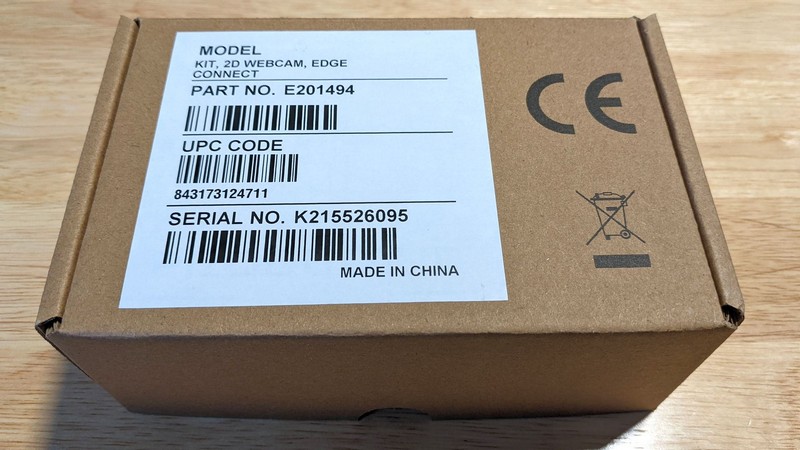 MODEL
KIT, 2D WEBCAM, EDGE
CONNECT
PART NO. E201494
UPC CODE
843173124711
SERIAL NO. K215526095
MADE IN CHINA
CE